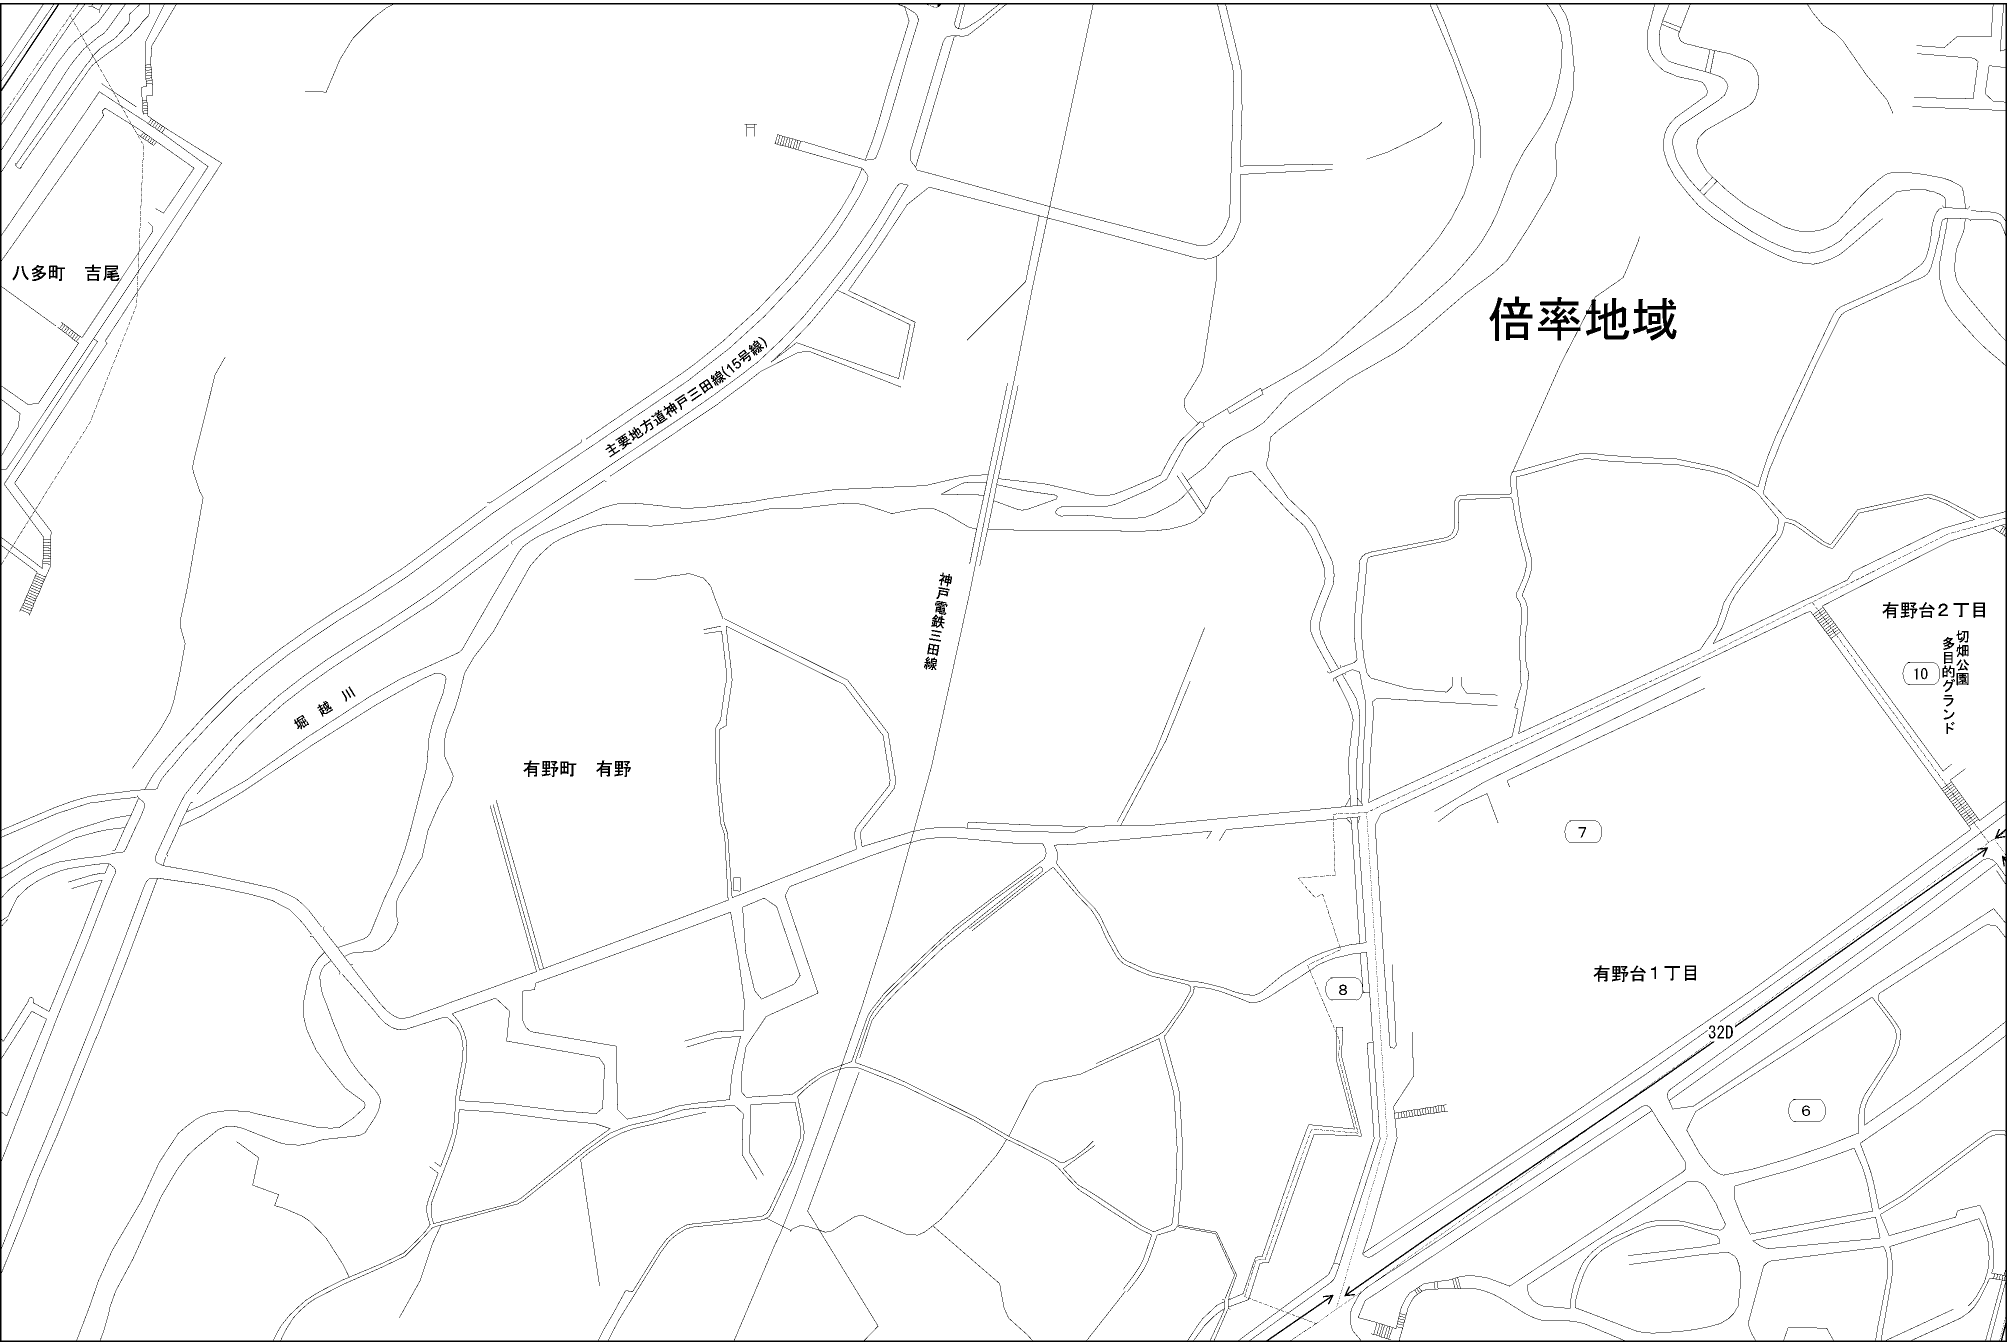 八多町　吉尾
倍率地域
主要地方道神戸三田線(15号線)
神戸電鉄三田線
有野台２丁目
切畑公園
多目的グランド
10
堀越川
有野町　有野
7
有野台１丁目
8
32D
6